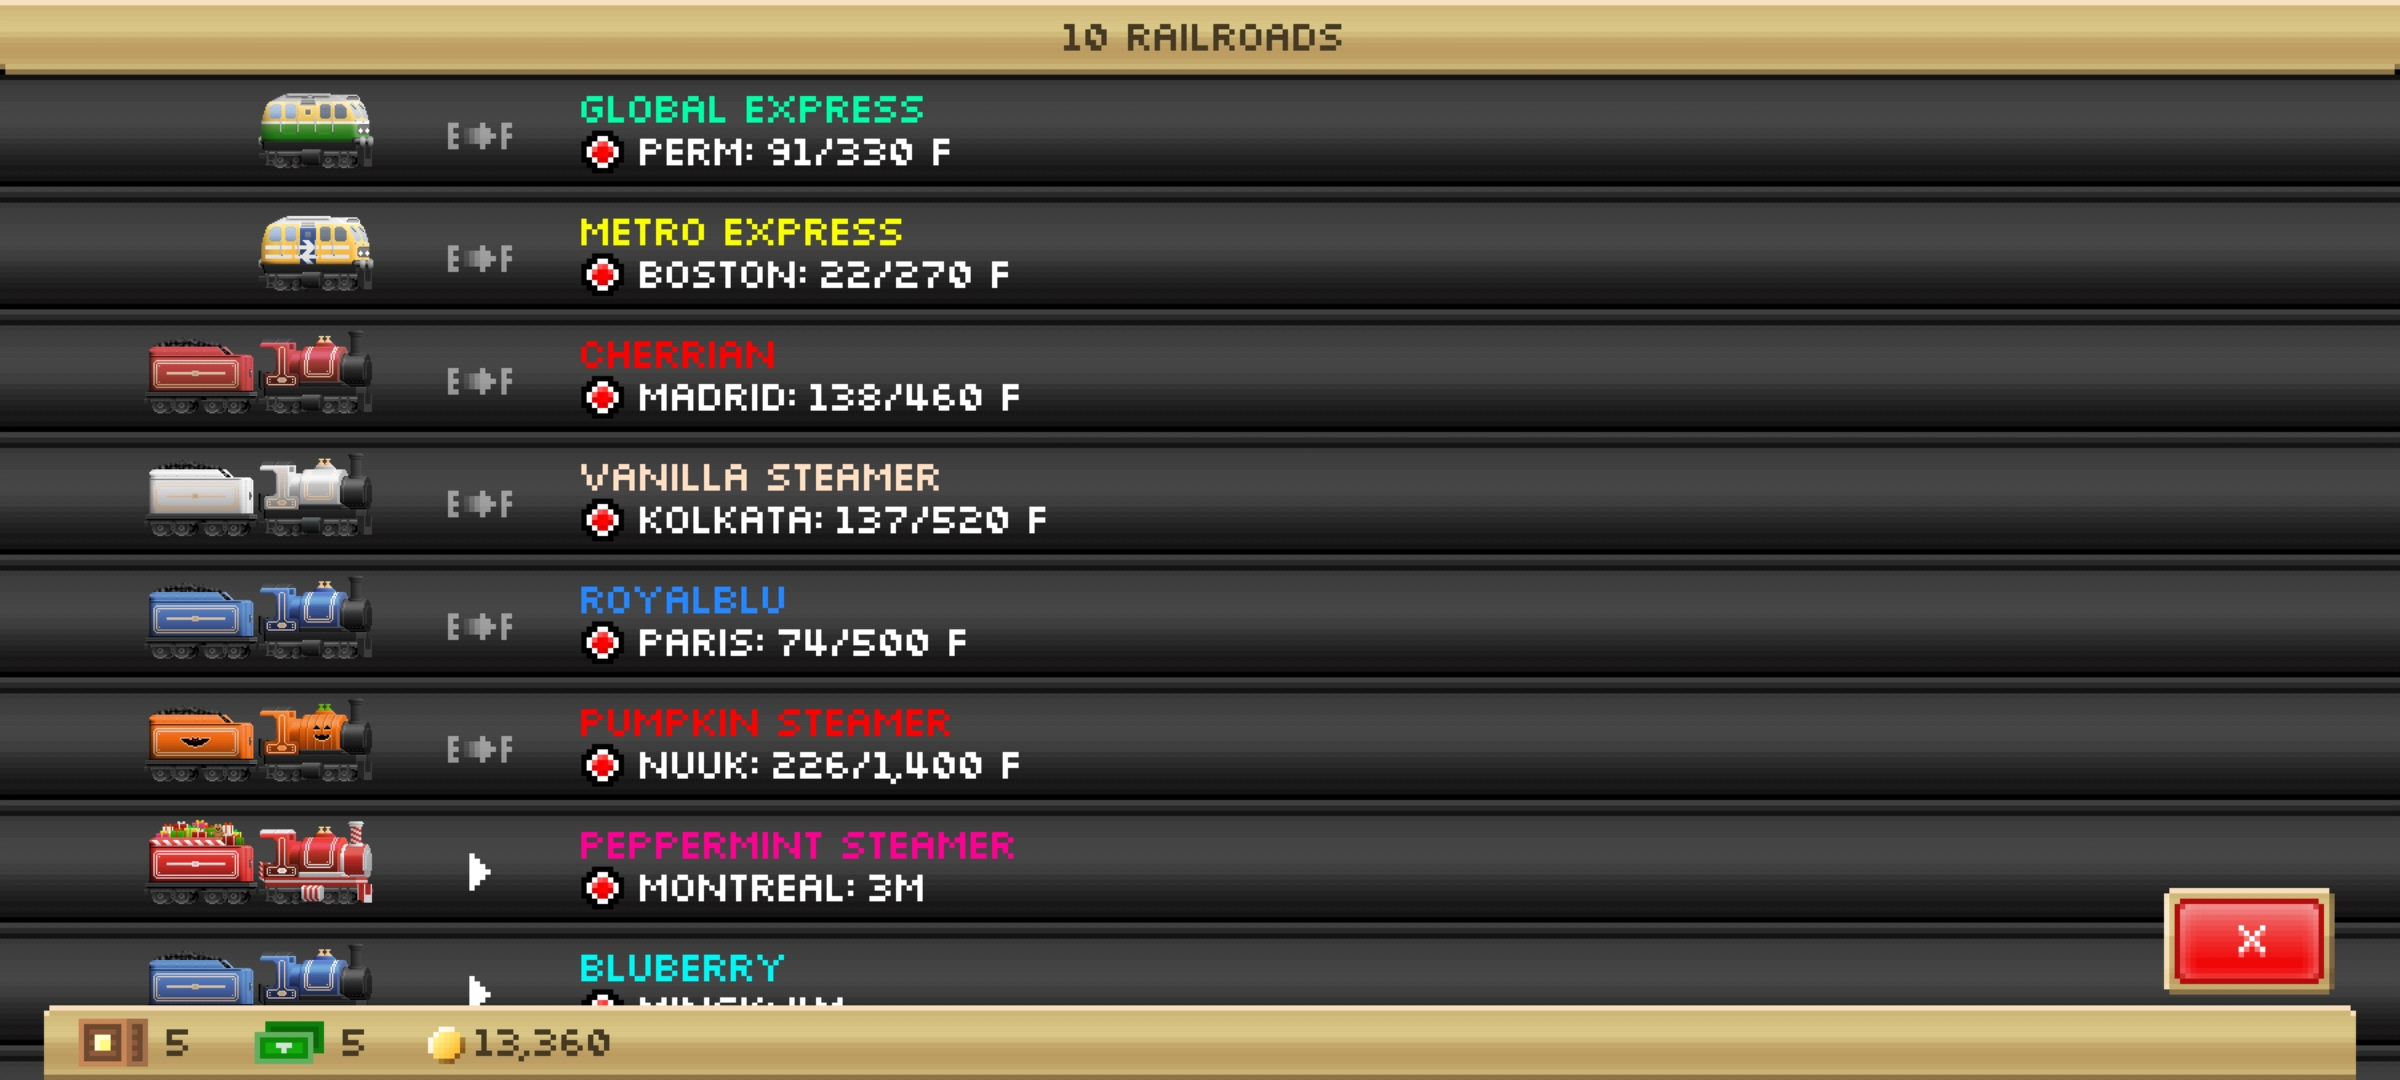 10 RAILROADS
GLOBAL EXPRESS
E F PERM: 91/330 F
METRO EXPRESS
E F BOSTON: 22/270 F
CHERRIAN
E F MADRID: 138/460 F
VANILLA STEAMER
E F KOLKATA: 137/520 F
ROYALBLU
E F PARIS: 74/500 F
PUMPKIN STEAMER
E F NUUK: 226/1,400 F
PEPPERMINT STEAMER
MONTREAL: 3M
BLUBERRY
X
5 5 13,360